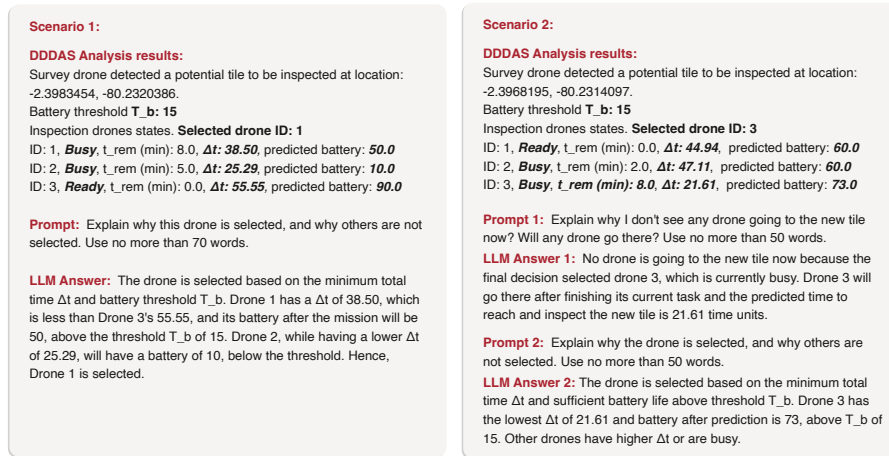 Scenario 1:
DDDAS Analysis results:
Survey drone detected a potential tile to be inspected at location:
-2.3983454, -80.2320386.
Battery threshold T_b: 15
Inspection drones states. Selected drone ID: 1
ID: 1, Busy, t_rem (min): 8.0, Δt: 38.50, predicted battery: 50.0
ID: 2, Busy, t_rem (min): 5.0, Δt: 25.29, predicted battery: 10.0
ID: 3, Ready, t_rem (min): 0.0, Δt: 55.55, predicted battery: 90.0
Prompt: Explain why this drone is selected, and why others are not
selected. Use no more than 70 words.
LLM Answer: The drone is selected based on the minimum total
time Δt and battery threshold T_b. Drone 1 has a Δt of 38.50, which
is less than Drone 3's 55.55, and its battery after the mission will be
50, above the threshold T_b of 15. Drone 2, while having a lower Δt
of 25.29, will have a battery of 10, below the threshold. Hence,
Drone 1 is selected.
Scenario 2:
DDDAS Analysis results:
Survey drone detected a potential tile to be inspected at location:
-2.3968195, -80.2314097.
Battery threshold T_b: 15
Inspection drones states. Selected drone ID: 3
ID: 1, Ready, t_rem (min): 0.0, Δt: 44.94, predicted battery: 60.0
ID: 2, Busy, t_rem (min): 2.0, Δt: 47.11, predicted battery: 60.0
ID: 3, Busy, t_rem (min): 8.0, Δt: 21.61, predicted battery: 73.0
Prompt 1: Explain why I don't see any drone going to the new tile
now? Will any drone go there? Use no more than 50 words.
LLM Answer 1: No drone is going to the new tile now because the
final decision selected drone 3, which is currently busy. Drone 3 will
go there after finishing its current task and the predicted time to
reach and inspect the new tile is 21.61 time units.
Prompt 2: Explain why the drone is selected, and why others are
not selected. Use no more than 50 words.
LLM Answer 2: The drone is selected based on the minimum total
time Δt and sufficient battery life above threshold T_b. Drone 3 has
the lowest Δt of 21.61 and battery after prediction is 73, above T_b of
15. Other drones have higher Δt or are busy.